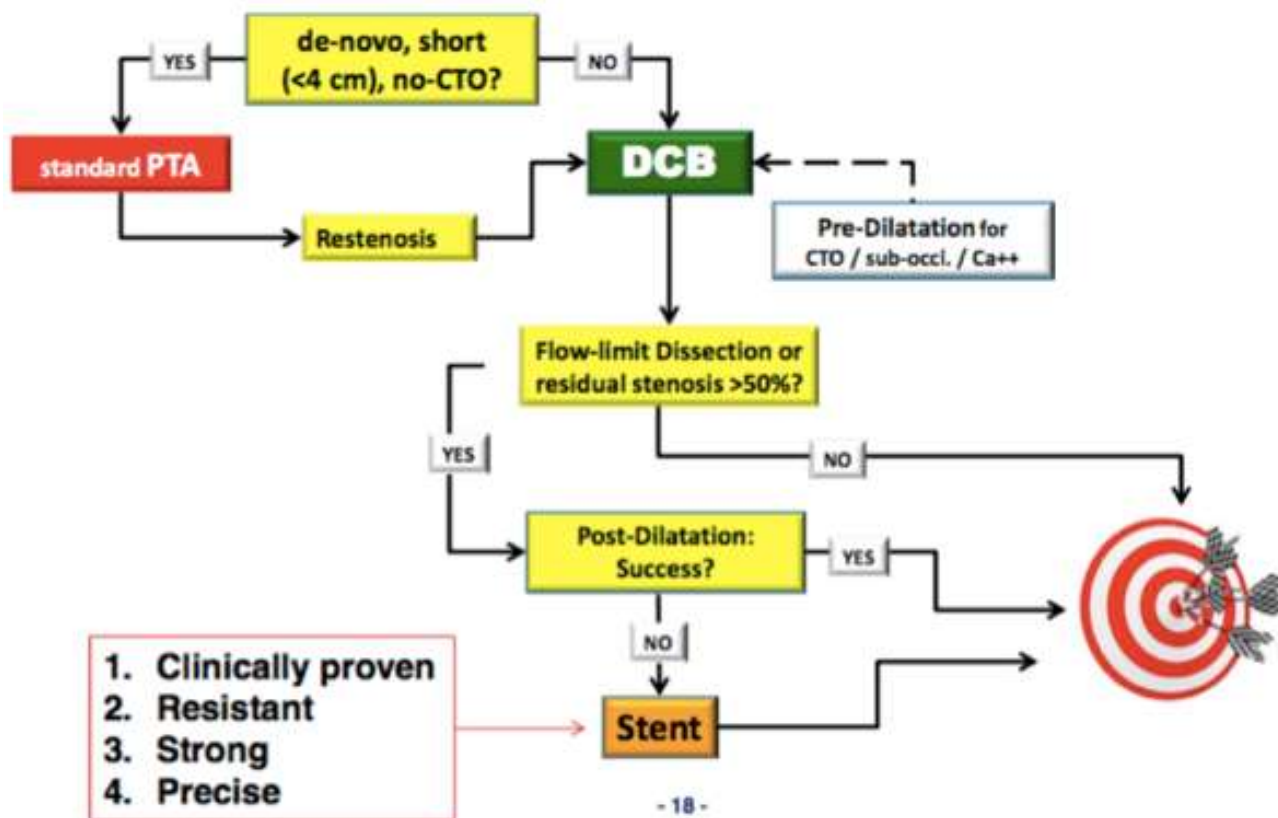 de-novo, short
(<4 cm), no-CTO?
YES
NO
standard PTA
DCB
Restenosis
Pre-Dilatation for
CTO / sub-occl. / Ca++
Flow-limit Dissection or
residual stenosis >50%?
YES
NO
Post-Dilatation:
Success?
YES
NO
1. Clinically proven
2. Resistant
3. Strong
4. Precise
Stent
- 18 -